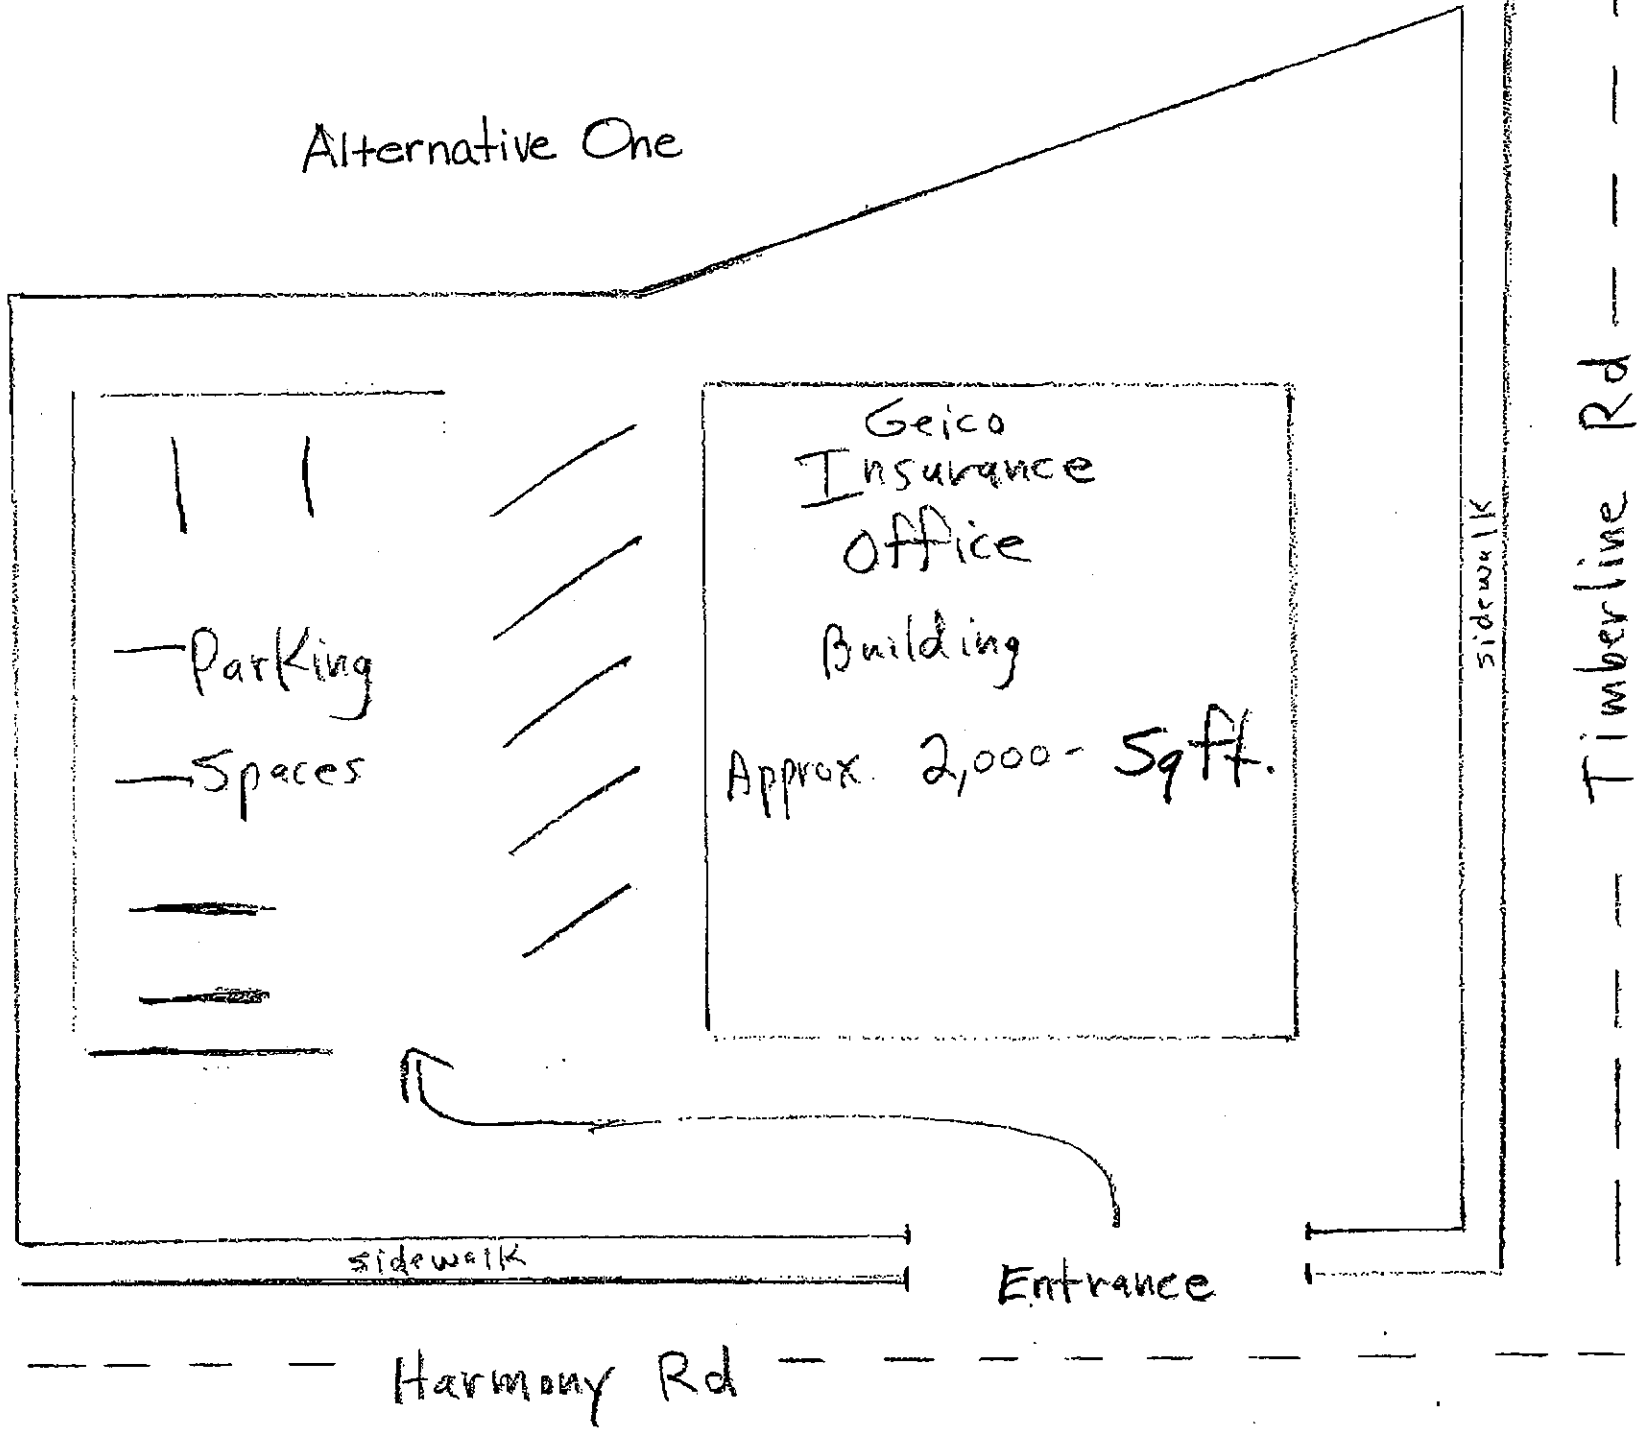 Alternative One
Geico
Insurance
Office
Building
Approx. 2,000- Sqft.
Parking
Spaces
sidewalk
Timberline Rd
sidewalk
Entrance
Harmony Rd